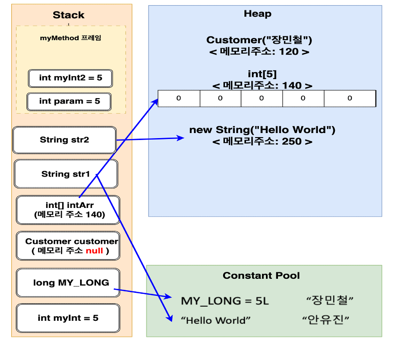 Stack
myMethod 프레임
int myInt2 = 5
int param = 5
String str2
String str1
int[] intArr
(메모리 주소 140)
Customer customer
( 메모리 주소 null )
long MY_LONG
int myInt = 5
Heap
Customer("장민철")
< 메모리주소: 120 >
int[5]
< 메모리주소: 140 >
0 0 0 0 0
new String("Hello World")
< 메모리주소: 250 >
Constant Pool
MY_LONG = 5L “장민철”
“Hello World” “안유진”